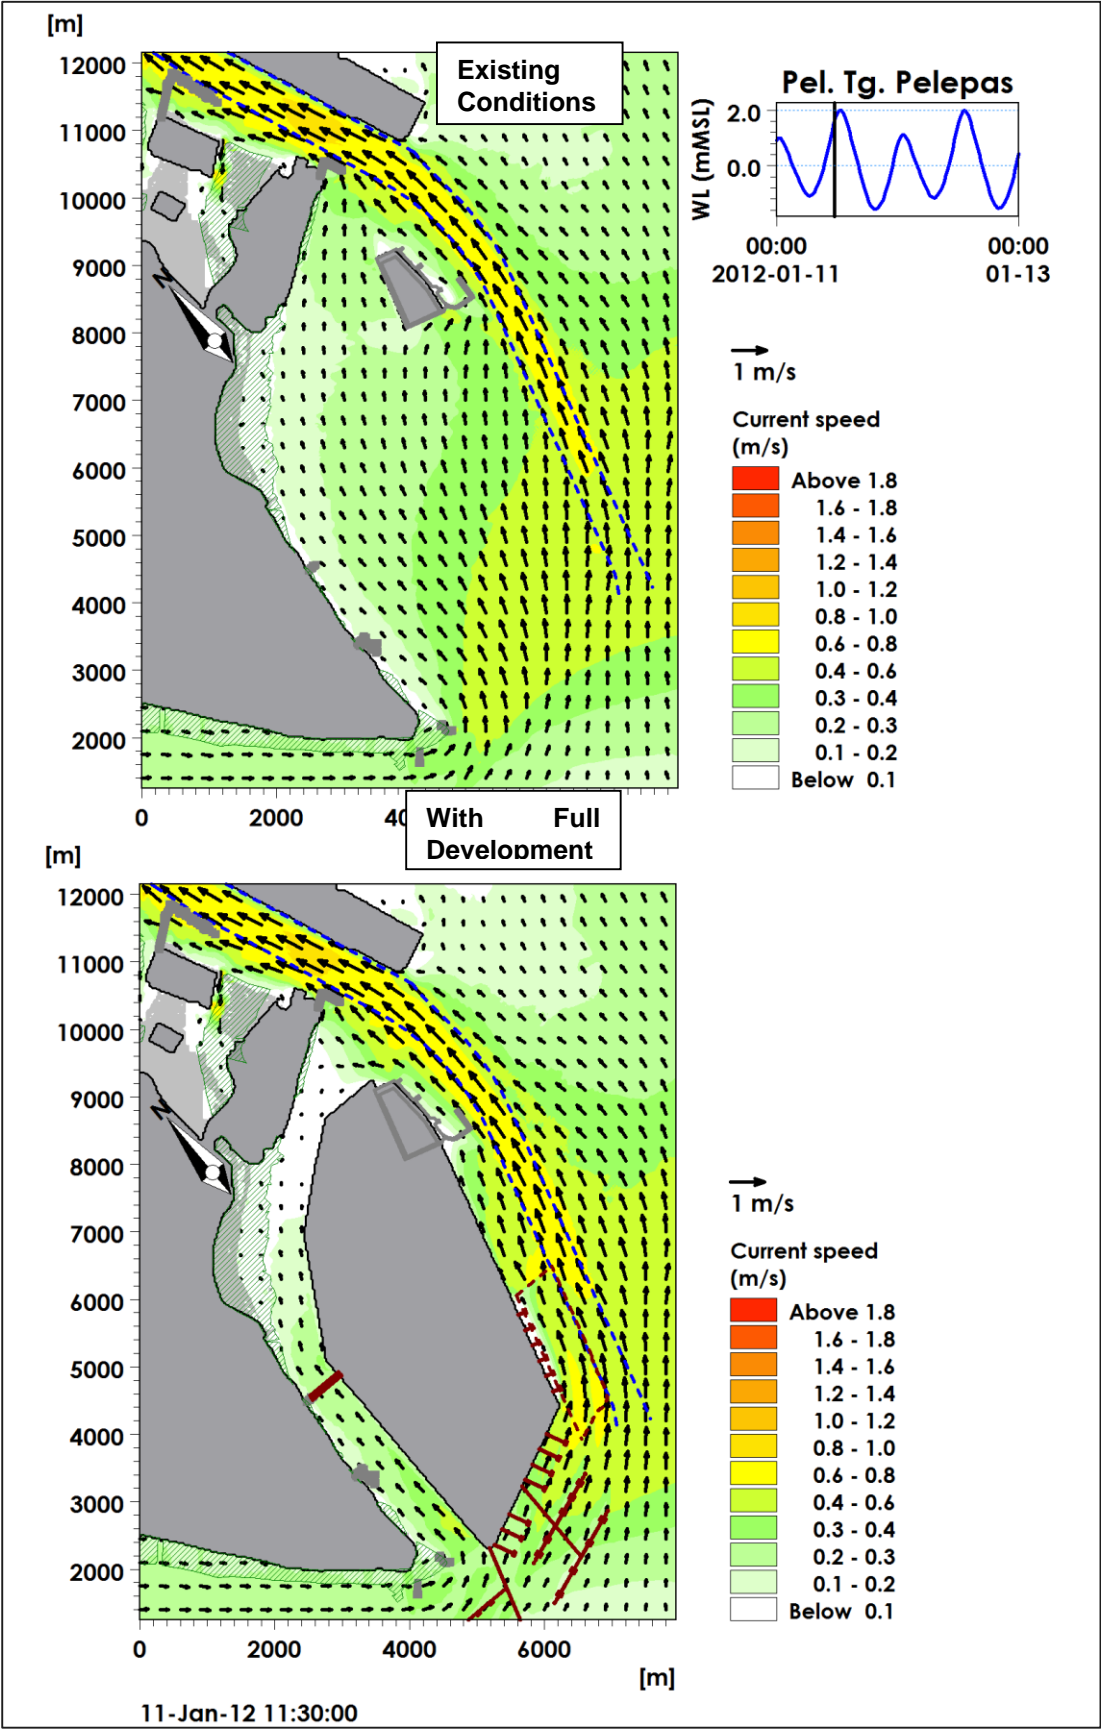 [m]
Existing
Conditions
12000
11000
10000
9000
8000
7000
6000
5000
4000
3000
2000
N
0
2000
40
Pel. Tg. Pelepas
WL (mMSL)
2.0
0.0
00:00
00:00
2012-01-11
01-13
1 m/s
Current speed
(m/s)
Above 1.8
1.6 - 1.8
1.4 - 1.6
1.2 - 1.4
1.0 - 1.2
0.8 - 1.0
0.6 - 0.8
0.4 - 0.6
0.3 - 0.4
0.2 - 0.3
0.1 - 0.2
Below 0.1
With Full
Development
[m]
12000
11000
10000
9000
8000
7000
6000
5000
4000
3000
2000
N
0
2000
4000
6000
[m]
1 m/s
Current speed
(m/s)
Above 1.8
1.6 - 1.8
1.4 - 1.6
1.2 - 1.4
1.0 - 1.2
0.8 - 1.0
0.6 - 0.8
0.4 - 0.6
0.3 - 0.4
0.2 - 0.3
0.1 - 0.2
Below 0.1
11-Jan-12 11:30:00